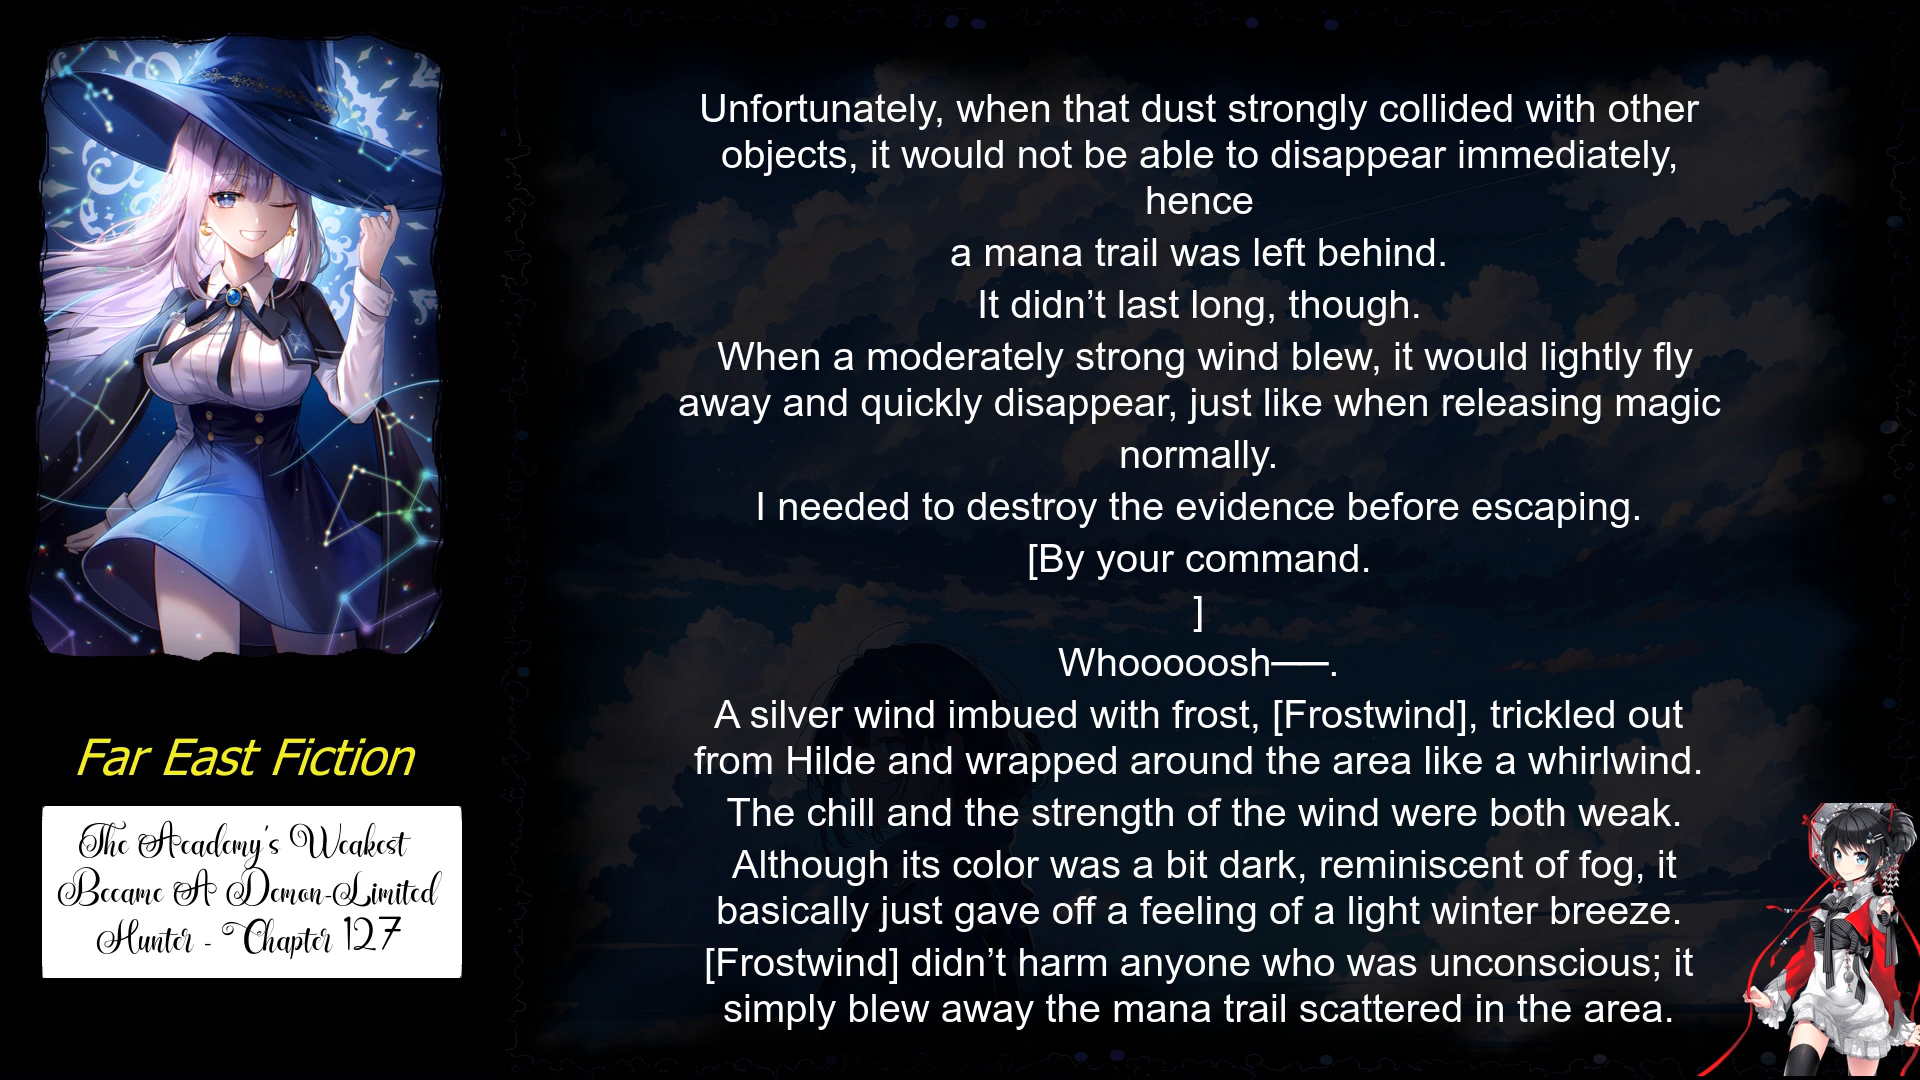 Unfortunately, when that dust strongly collided with other
objects, it would not be able to disappear immediately,
hence
a mana trail was left behind.
It didn’t last long, though.
When a moderately strong wind blew, it would lightly fly
away and quickly disappear, just like when releasing magic
normally.
I needed to destroy the evidence before escaping.
[By your command.
]
Whooooosh──.
A silver wind imbued with frost, [Frostwind], trickled out
from Hilde and wrapped around the area like a whirlwind.
The chill and the strength of the wind were both weak.
Although its color was a bit dark, reminiscent of fog, it
basically just gave off a feeling of a light winter breeze.
[Frostwind] didn’t harm anyone who was unconscious; it
simply blew away the mana trail scattered in the area.
Far East Fiction
The Academy's Weakest
Became A Demon-Limited
Hunter - Chapter 127